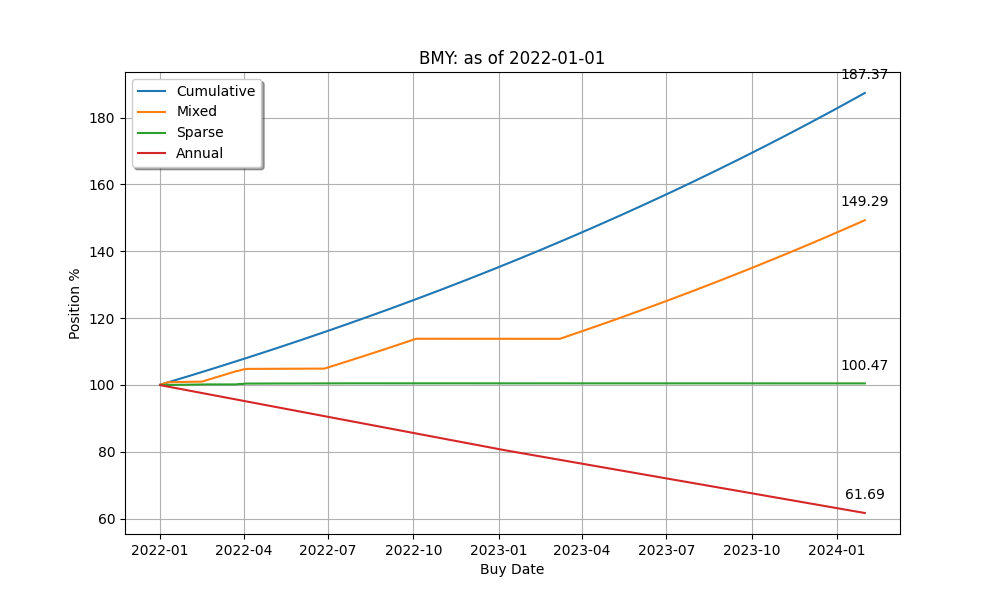 BMY: as of 2022-01-01
187.37
Cumulative
Mixed
Sparse
Annual
180
160
149.29
140
120
100.47
100
80
61.69
60
Position %
2022-01 2022-04 2022-07 2022-10 2023-01 2023-04 2023-07 2023-10 2024-01
Buy Date